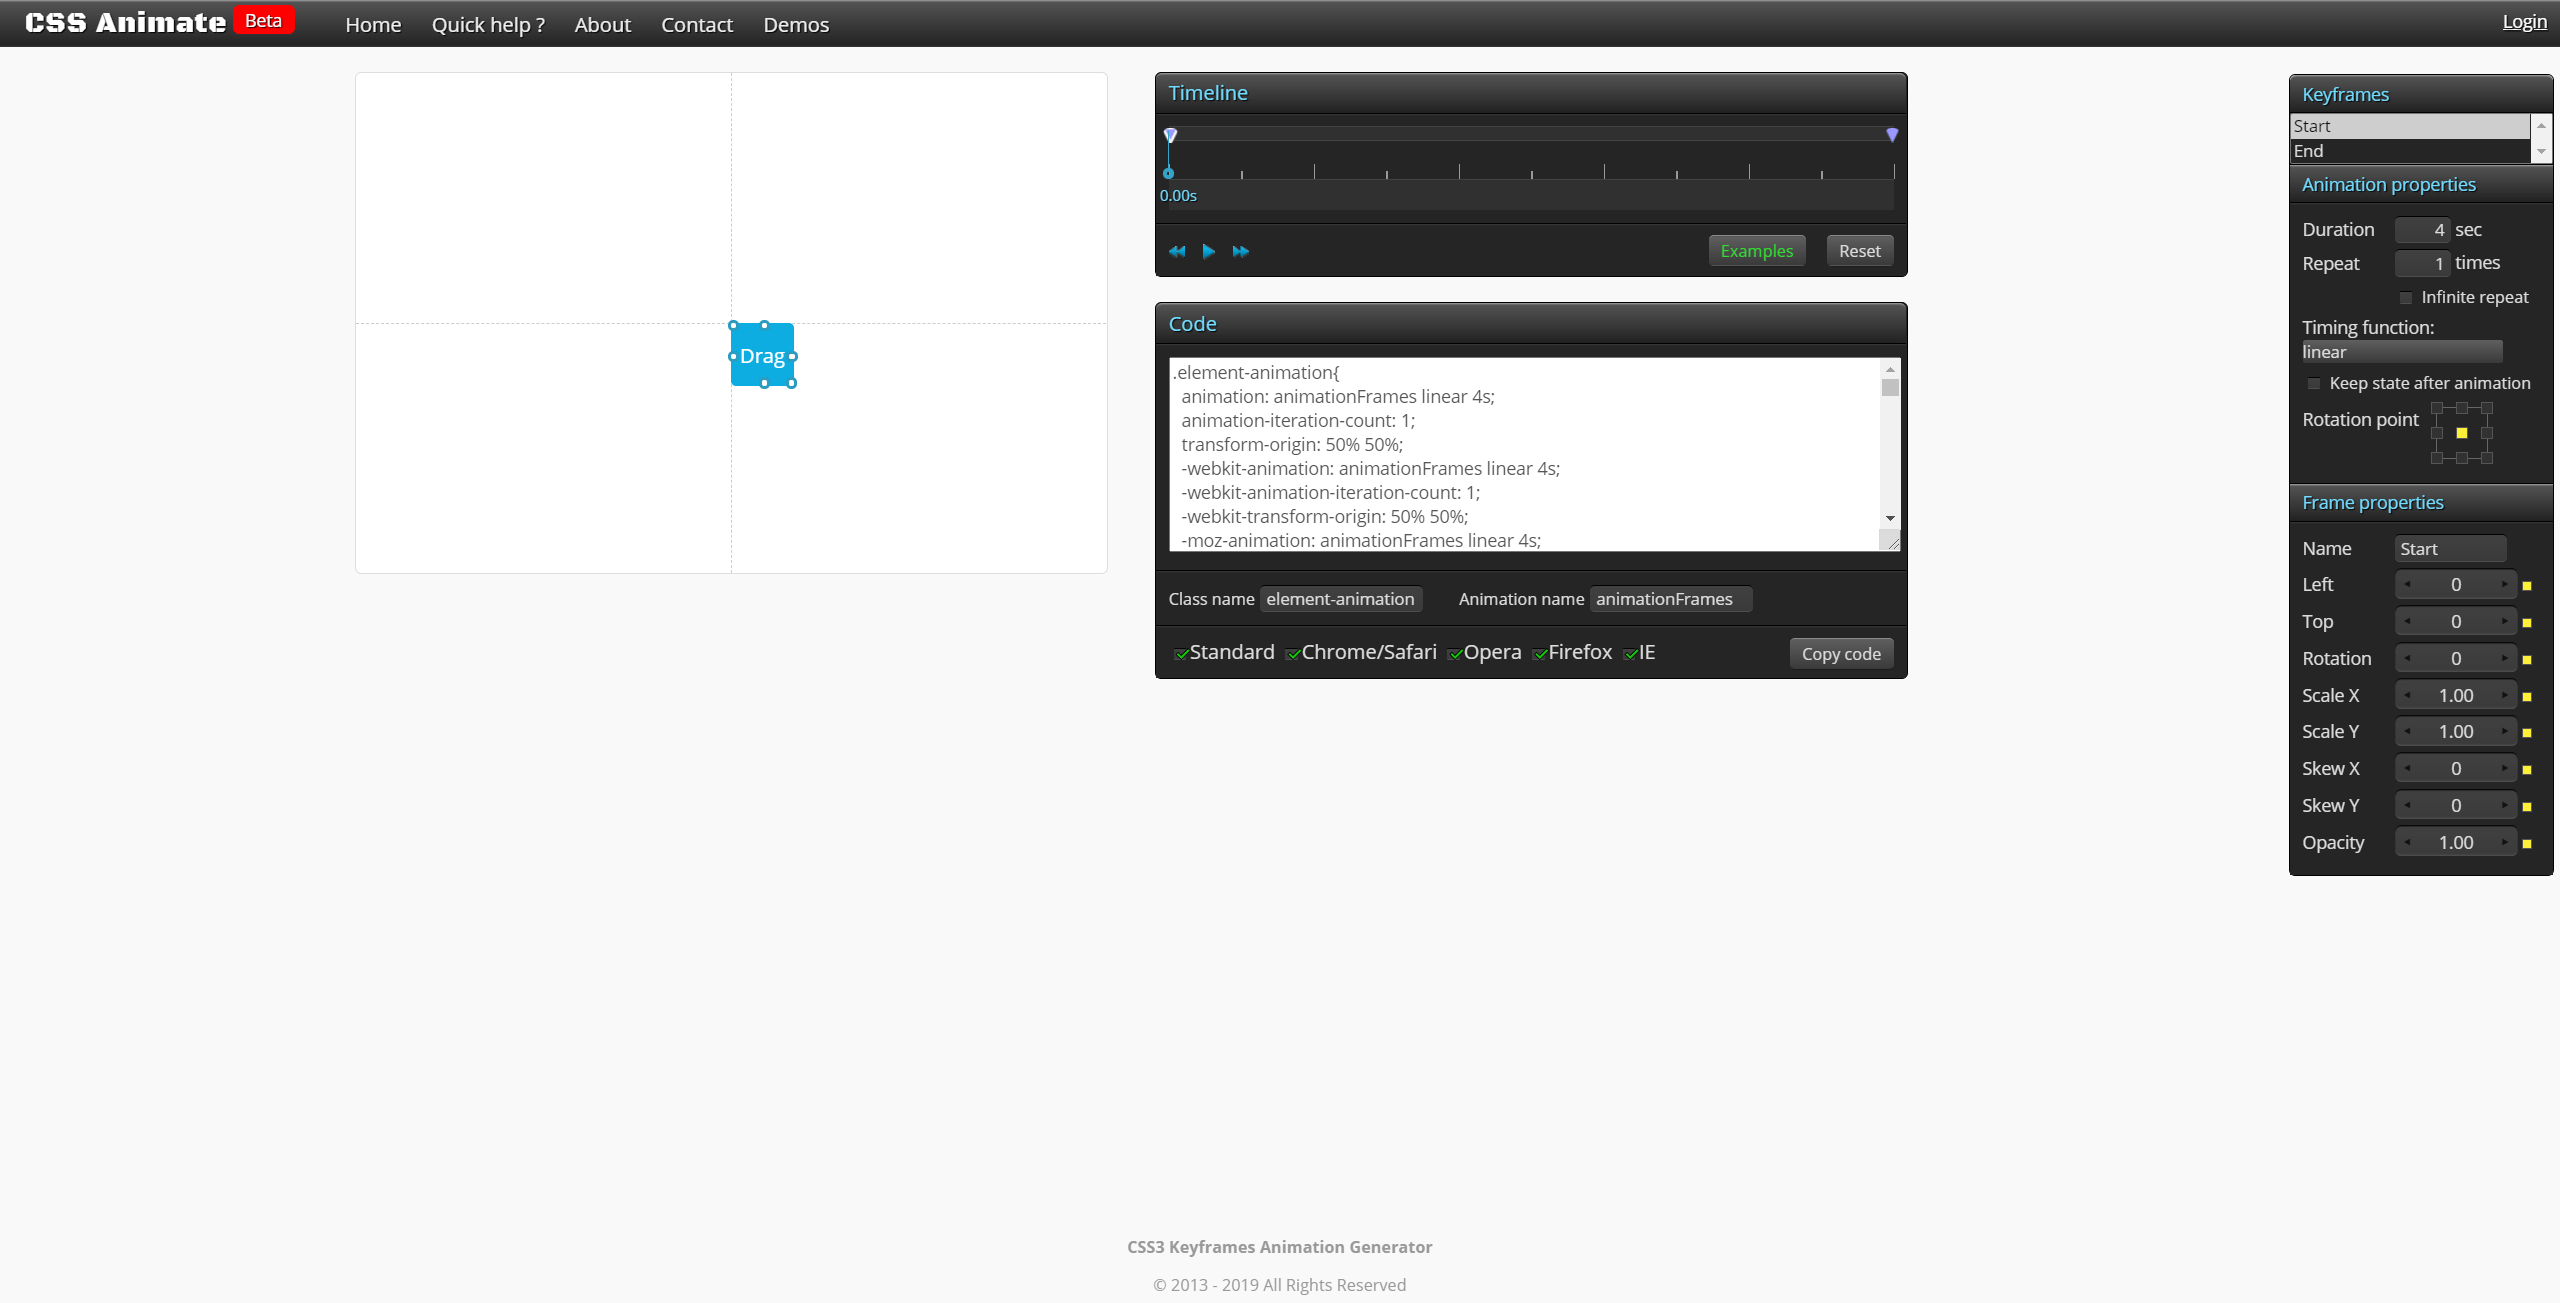 CSS Animate Beta Home Quick help ? About Contact Demos Login
Drag
Timeline
0.00s
Examples Reset
Code
.element-animation{
animation: animationFrames linear 4s;
animation-iteration-count: 1;
transform-origin: 50% 50%;
-webkit-animation: animationFrames linear 4s;
-webkit-animation-iteration-count: 1;
-webkit-transform-origin: 50% 50%;
-moz-animation: animationFrames linear 4s;
Class name element-animation Animation name animationFrames
Standard Chrome/Safari Opera Firefox IE Copy code
Keyframes
Start
End
Animation properties
Duration 4 sec
Repeat 1 times
Infinite repeat
Timing function:
linear
Keep state after animation
Rotation point
Frame properties
Name Start
Left 0
Top 0
Rotation 0
Scale X 1.00
Scale Y 1.00
Skew X 0
Skew Y 0
Opacity 1.00
CSS3 Keyframes Animation Generator
© 2013 - 2019 All Rights Reserved